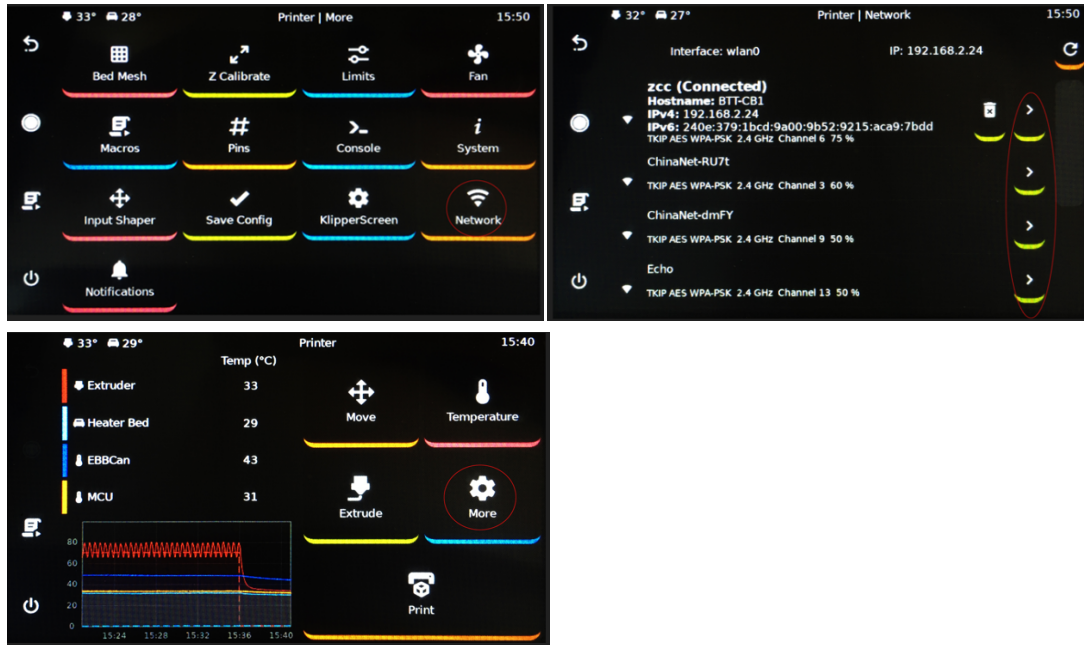 33° 28° Printer | More 15:50
Bed Mesh Z Calibrate Limits Fan
Macros Pins Console System
Input Shaper Save Config KlipperScreen Network
Notifications
32° 27° Printer | Network 15:50
Interface: wlan0 IP: 192.168.2.24
zcc (Connected)
Hostname: BTT-CB1
IPv4: 192.168.2.24
IPv6: 240e:379:1bcd:9a00:9b52:9215:aca9:7bdd
TKIP AES WPA-PSK 2.4 GHz Channel 6 75 %
ChinaNet-RU7t
TKIP AES WPA-PSK 2.4 GHz Channel 3 60 %
ChinaNet-dmFY
TKIP AES WPA-PSK 2.4 GHz Channel 9 50 %
Echo
TKIP AES WPA-PSK 2.4 GHz Channel 13 50 %
33° 29° Printer 15:40
Temp (°C)
Extruder 33
Heater Bed 29
EBBCan 43
MCU 31
80
60
40
20
0
15:24 15:28 15:32 15:36 15:40
Move Temperature
Extrude More
Print